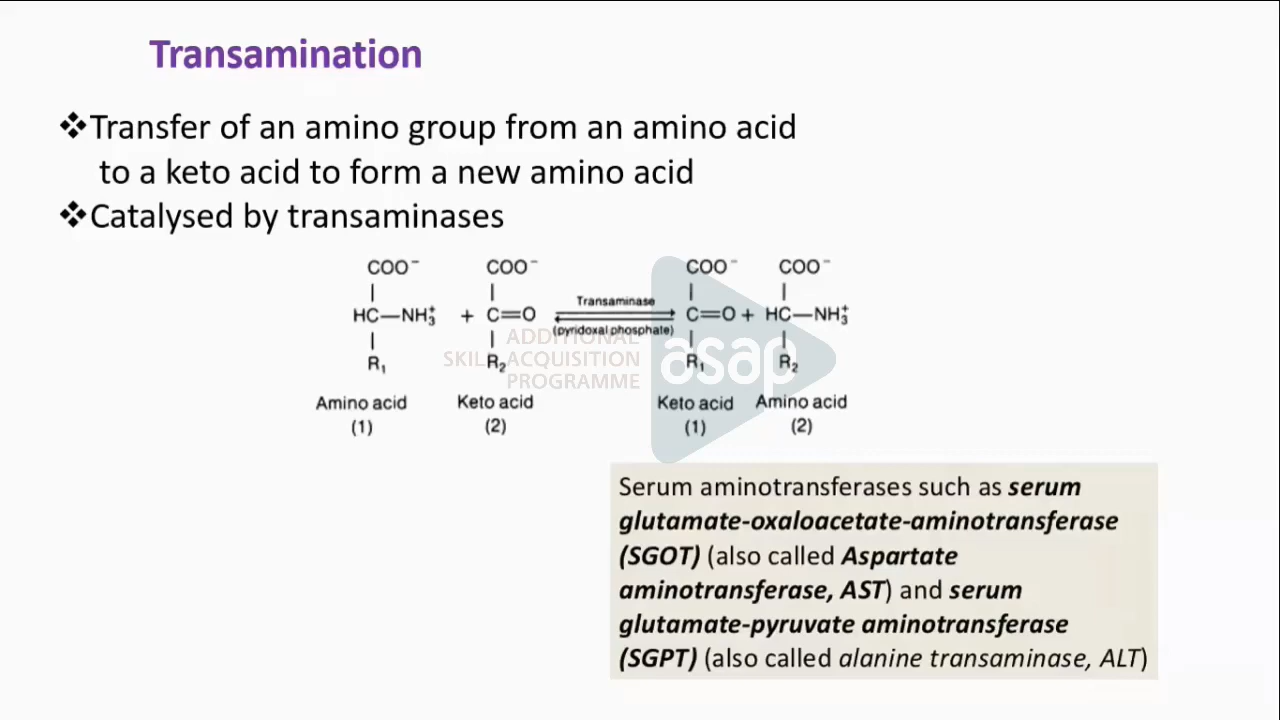 Transamination
❖Transfer of an amino group from an amino acid
to a keto acid to form a new amino acid
❖Catalysed by transaminases
COO⁻ COO⁻ COO⁻ COO⁻
HC—NH₃⁺ + C=O Transaminase (pyridoxal phosphate) C=O + HC—NH₃⁺
R₁ R₂ R₁ R₂
Amino acid Keto acid Keto acid Amino acid
(1) (2) (1) (2)
ADDITIONAL
SKILL ACQUISITION
PROGRAMME
asap
Serum aminotransferases such as serum
glutamate-oxaloacetate-aminotransferase
(SGOT) (also called Aspartate
aminotransferase, AST) and serum
glutamate-pyruvate aminotransferase
(SGPT) (also called alanine transaminase, ALT)